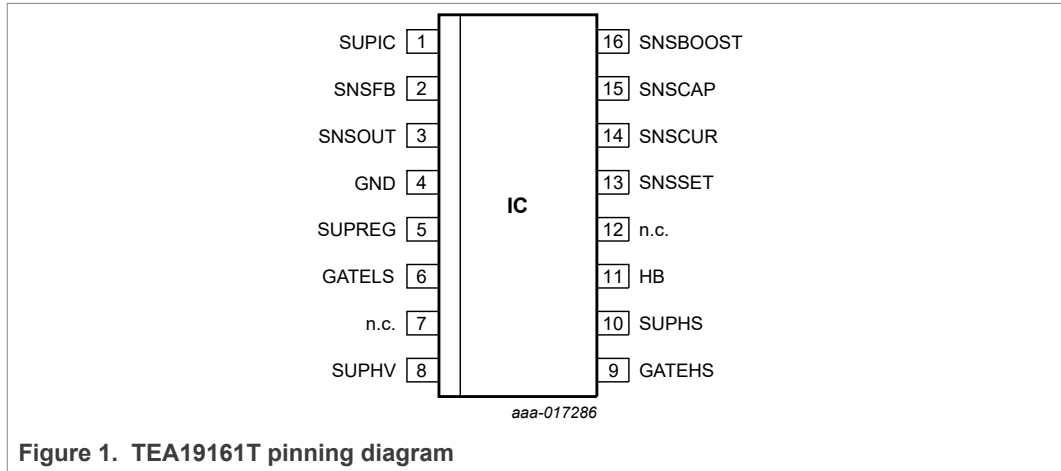 SUPIC 1
SNSFB 2
SNSOUT 3
GND 4
SUPREG 5
GATELS 6
n.c. 7
SUPHV 8
IC
16 SNSBOOST
15 SNSCAP
14 SNSCUR
13 SNSSET
12 n.c.
11 HB
10 SUPHS
9 GATEHS
aaa-017286
Figure 1. TEA19161T pinning diagram